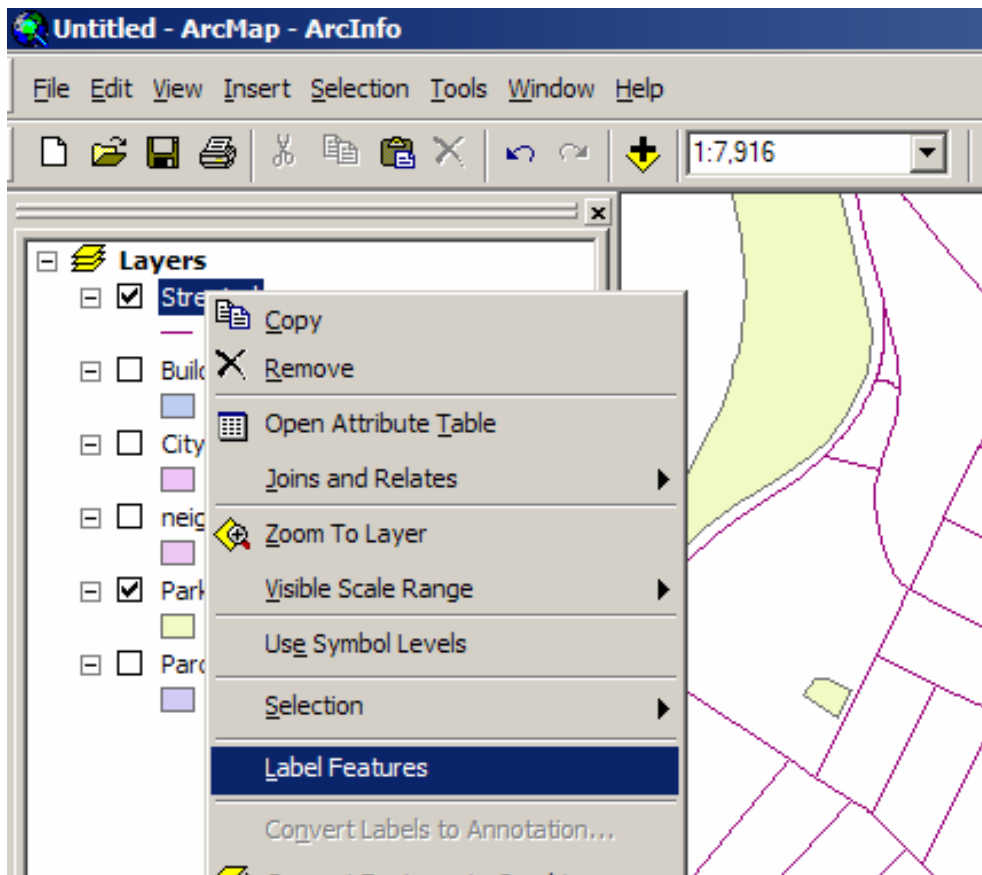 Untitled - ArcMap - ArcInfo
File Edit View Insert Selection Tools Window Help
1:7,916
Layers
Copy
Remove
Open Attribute Table
City
Joins and Relates
Zoom To Layer
Visible Scale Range
Use Symbol Levels
Selection
Label Features
Convert Labels to Annotation...